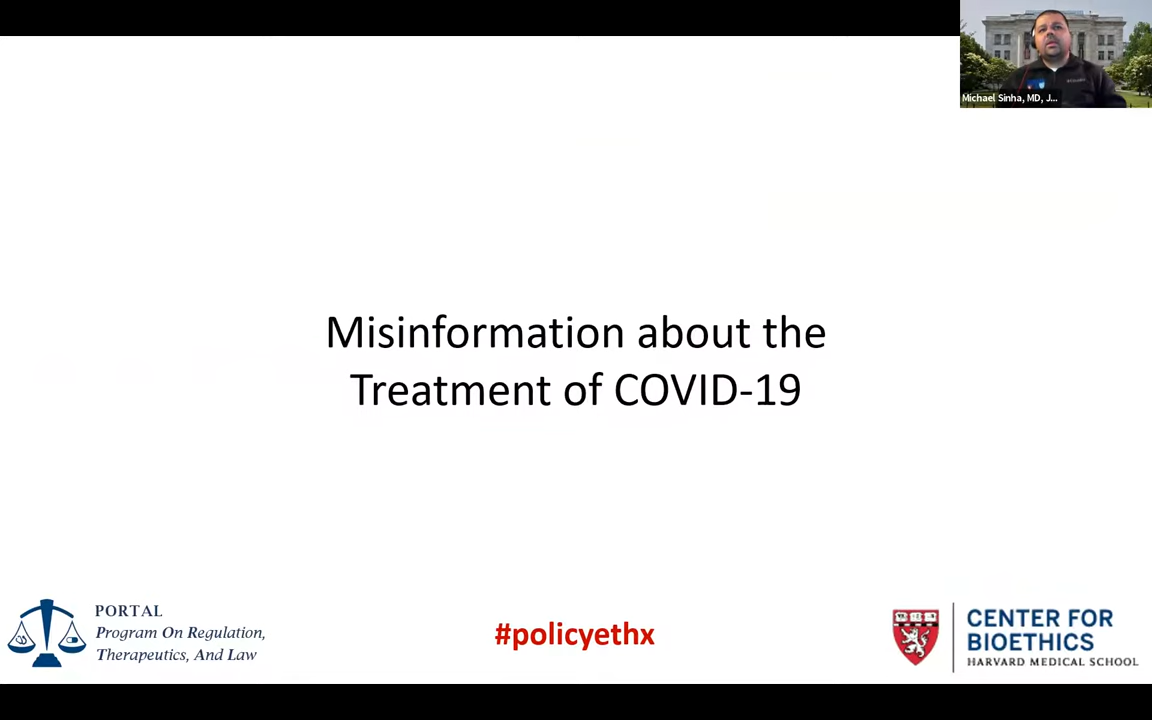 Michael Sinha, MD, J...
Misinformation about the
Treatment of COVID-19
PORTAL
Program On Regulation,
Therapeutics, And Law
#policyethx
CENTER FOR
BIOETHICS
HARVARD MEDICAL SCHOOL